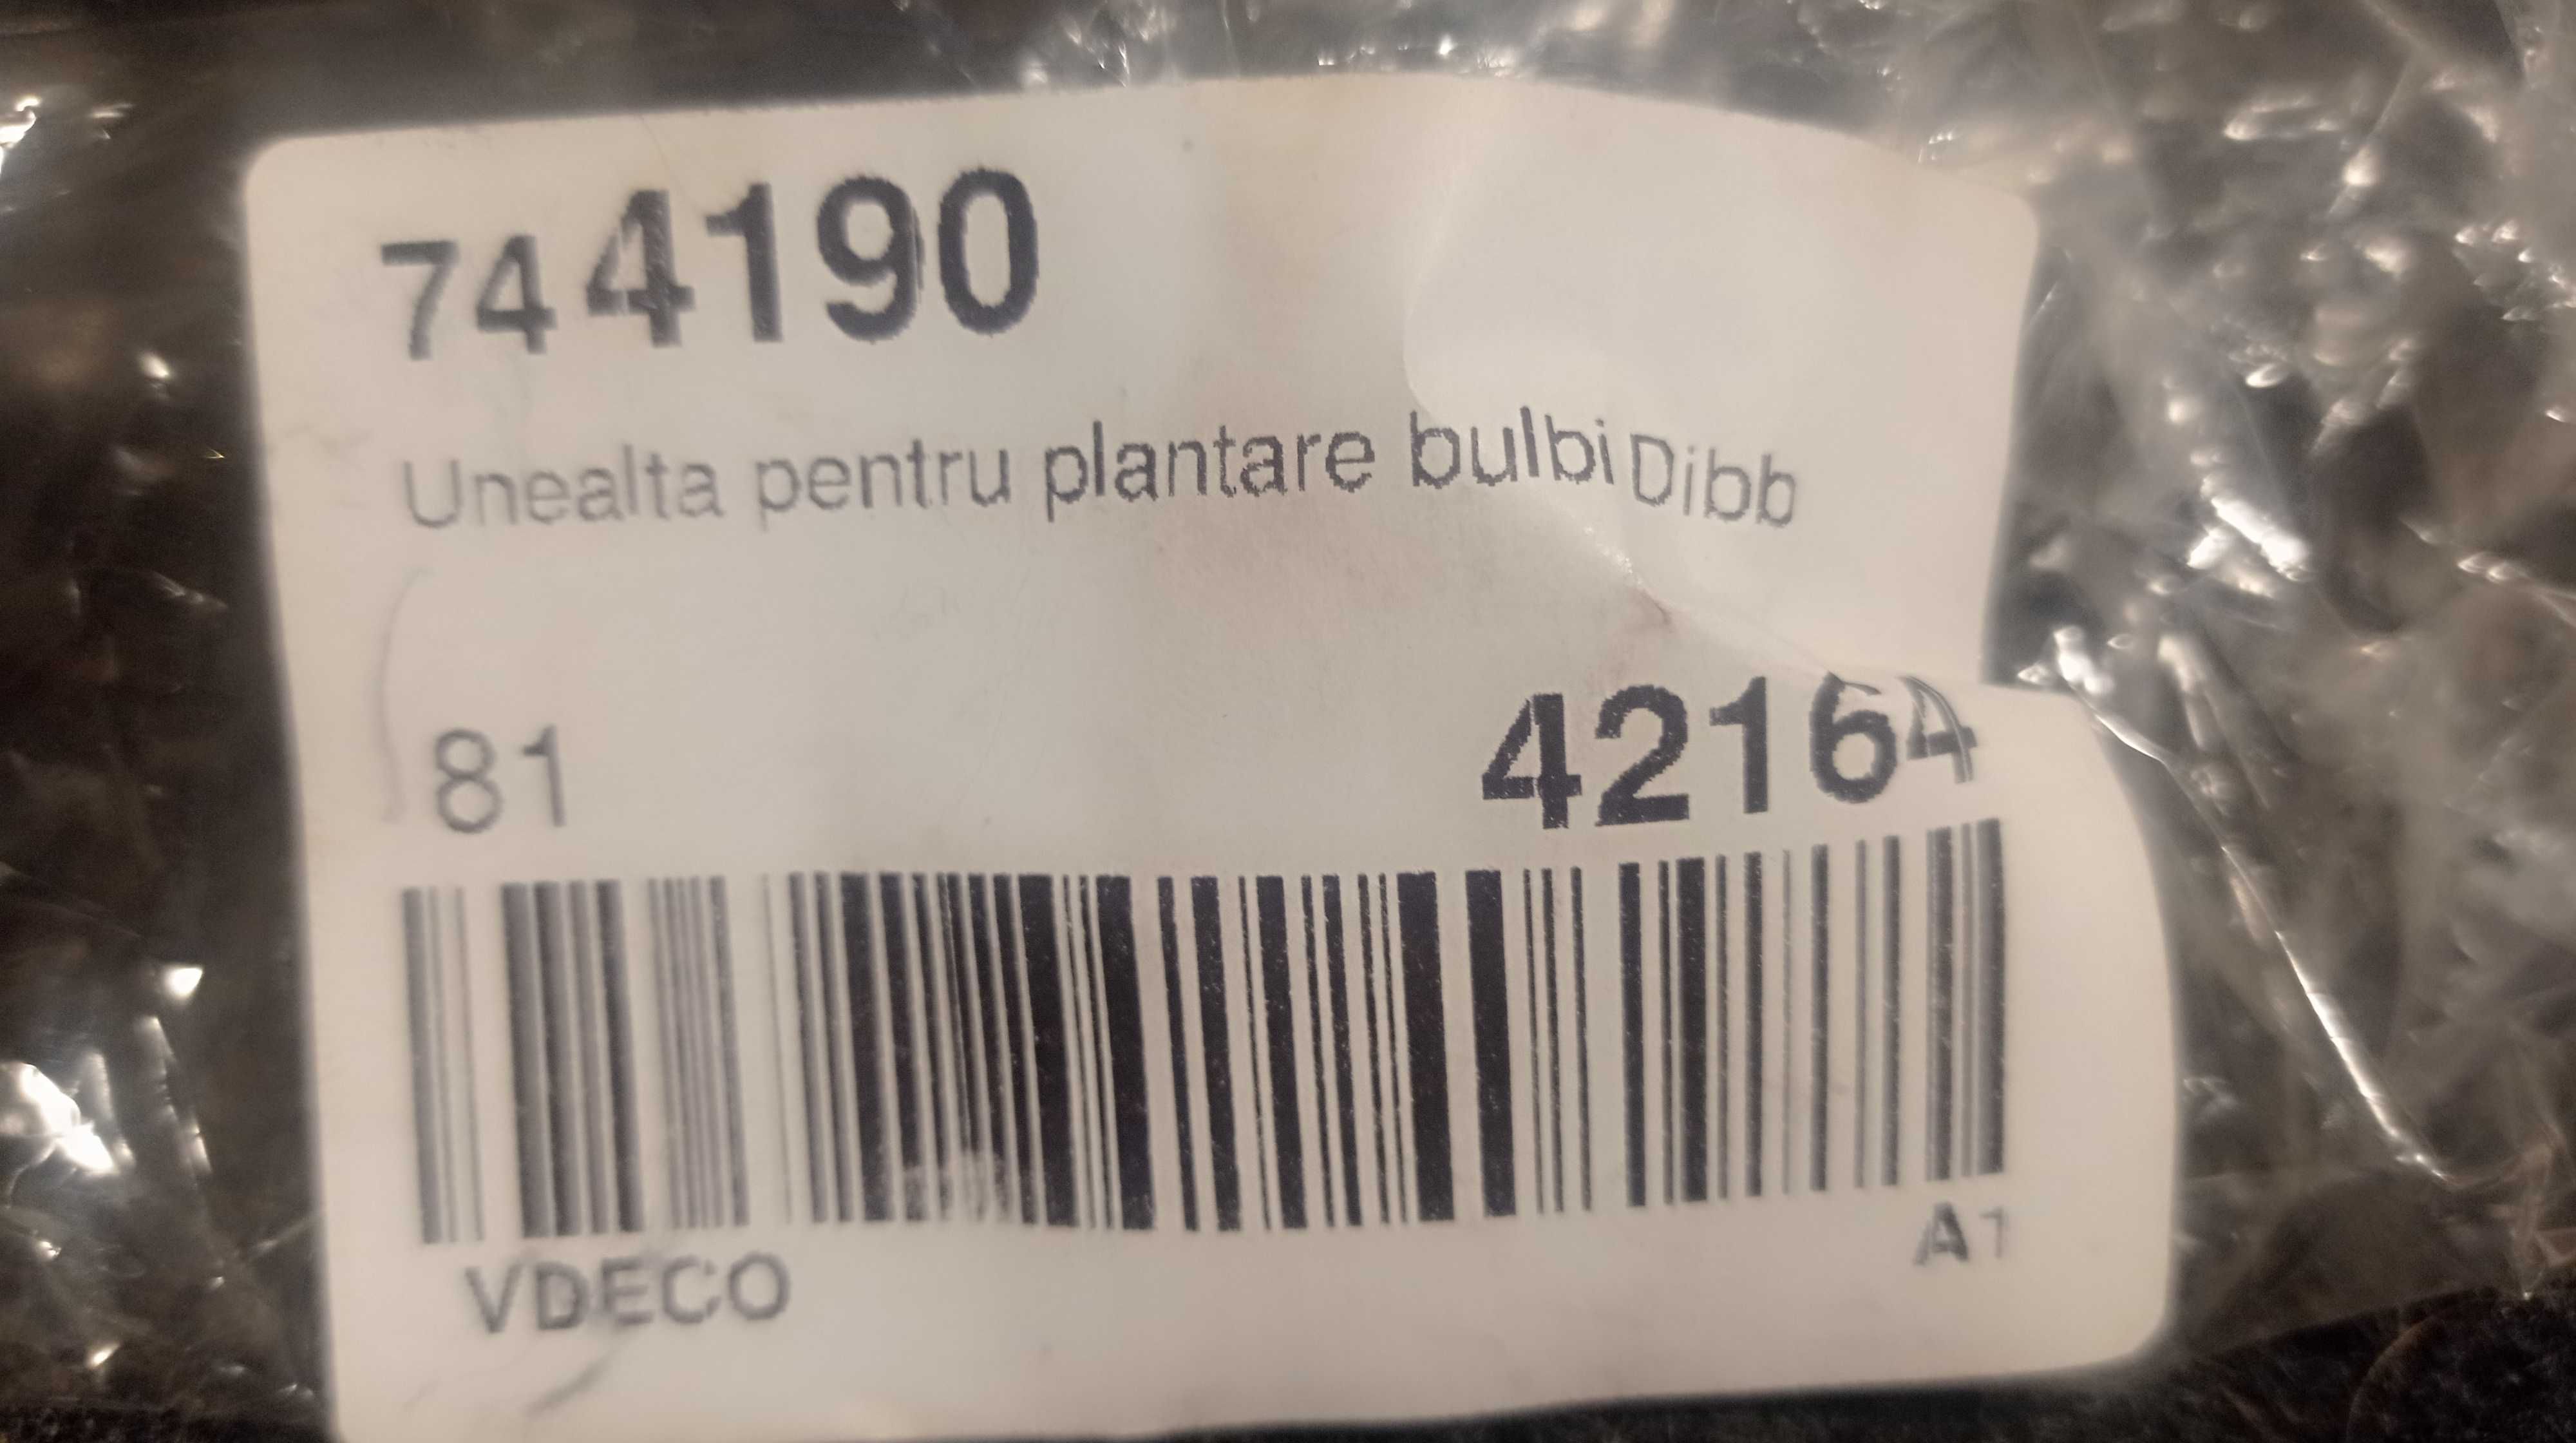 744190
Unealta pentru plantare bulbi Dibb
81 42164
VDECO A1